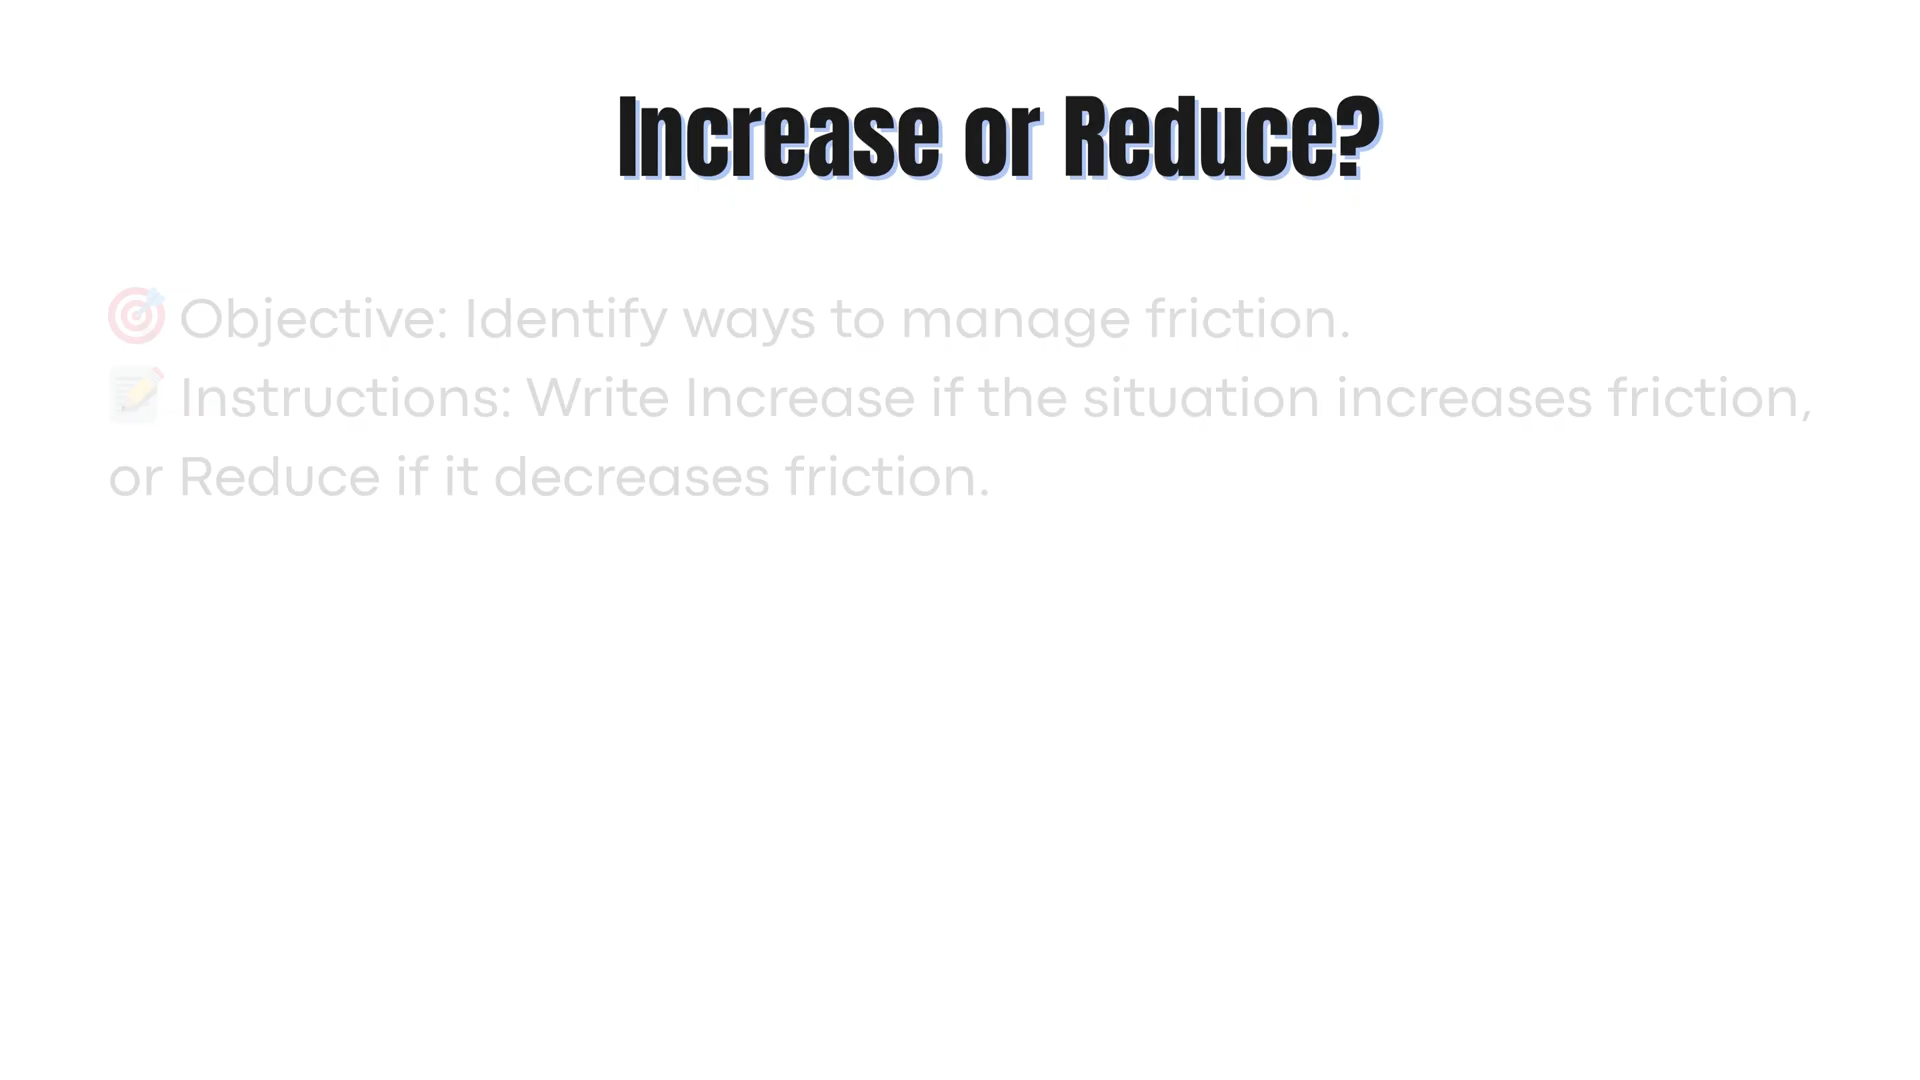 Increase or Reduce?
🎯 Objective: Identify ways to manage friction.
📝 Instructions: Write Increase if the situation increases friction,
or Reduce if it decreases friction.